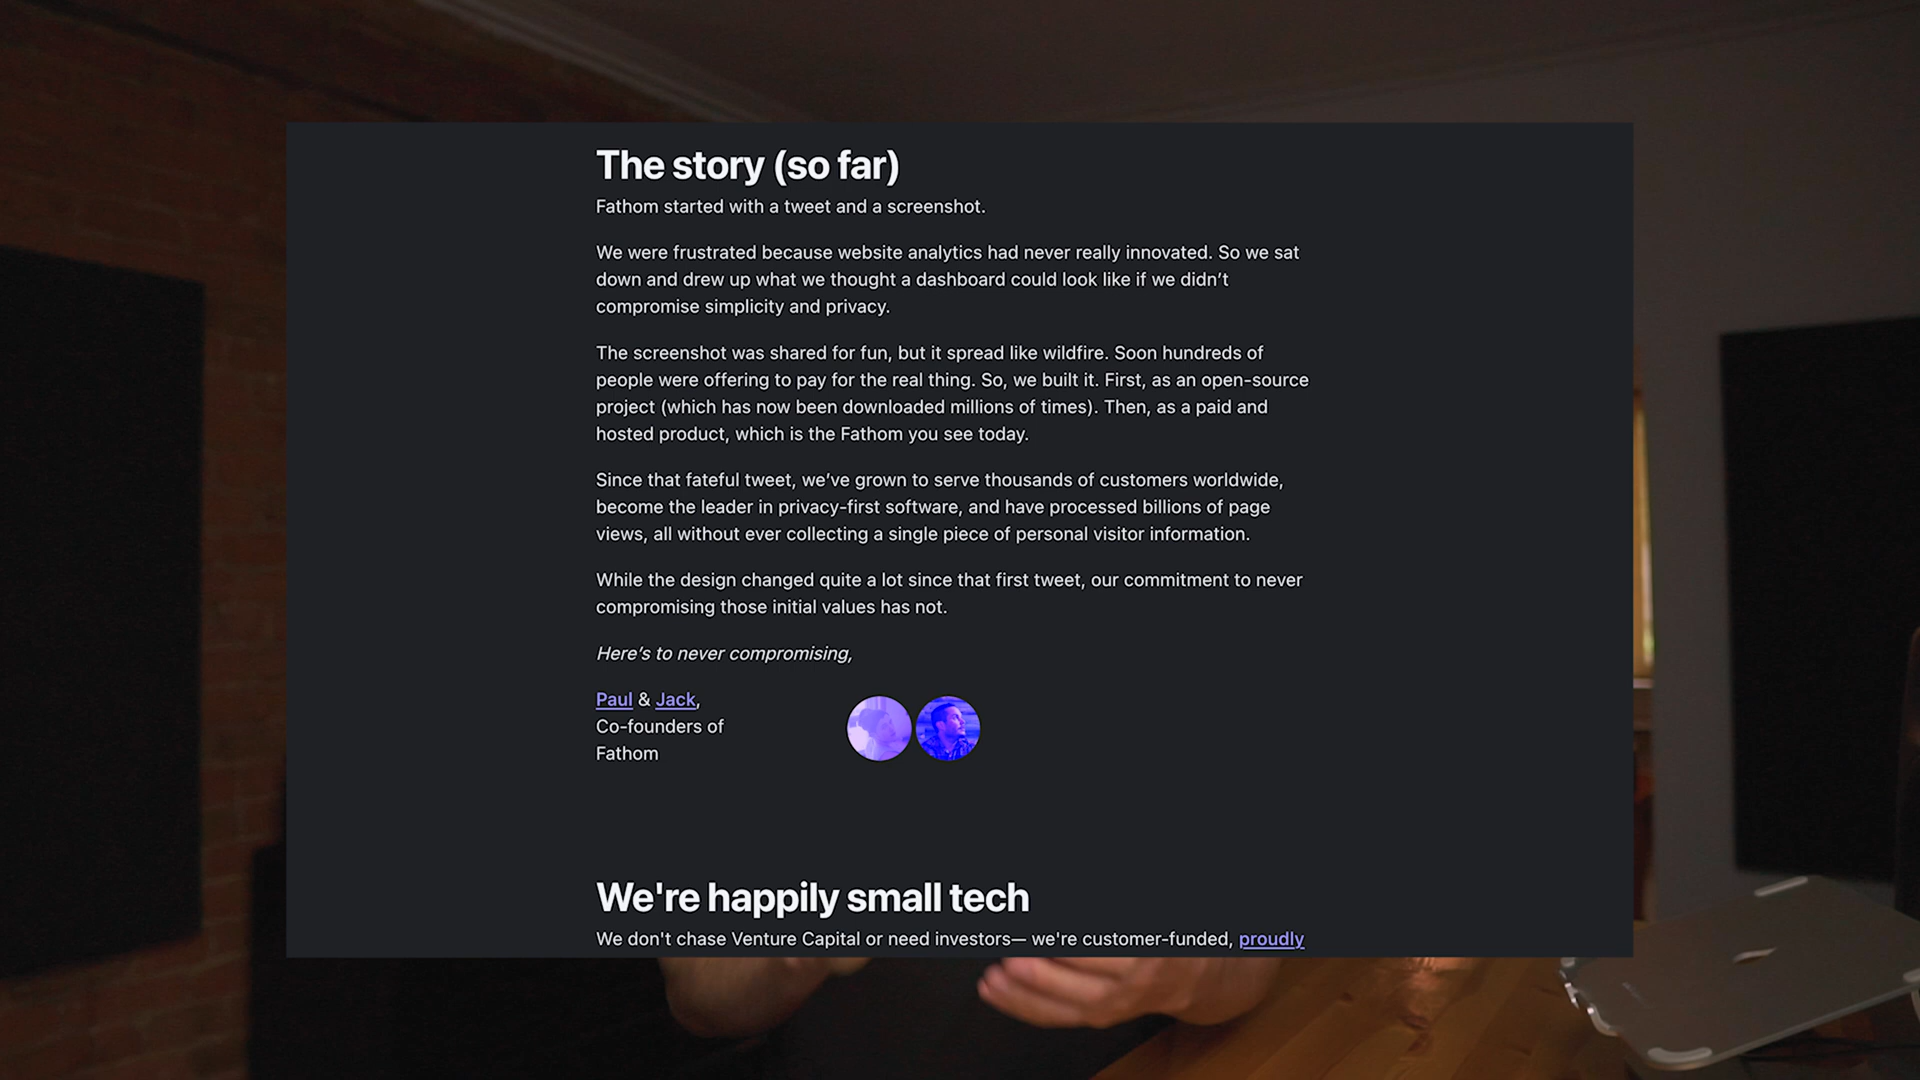 The story (so far)
Fathom started with a tweet and a screenshot.
We were frustrated because website analytics had never really innovated. So we sat
down and drew up what we thought a dashboard could look like if we didn’t
compromise simplicity and privacy.
The screenshot was shared for fun, but it spread like wildfire. Soon hundreds of
people were offering to pay for the real thing. So, we built it. First, as an open-source
project (which has now been downloaded millions of times). Then, as a paid and
hosted product, which is the Fathom you see today.
Since that fateful tweet, we’ve grown to serve thousands of customers worldwide,
become the leader in privacy-first software, and have processed billions of page
views, all without ever collecting a single piece of personal visitor information.
While the design changed quite a lot since that first tweet, our commitment to never
compromising those initial values has not.
Here’s to never compromising,
Paul & Jack,
Co-founders of
Fathom
We're happily small tech
We don't chase Venture Capital or need investors— we're customer-funded, proudly